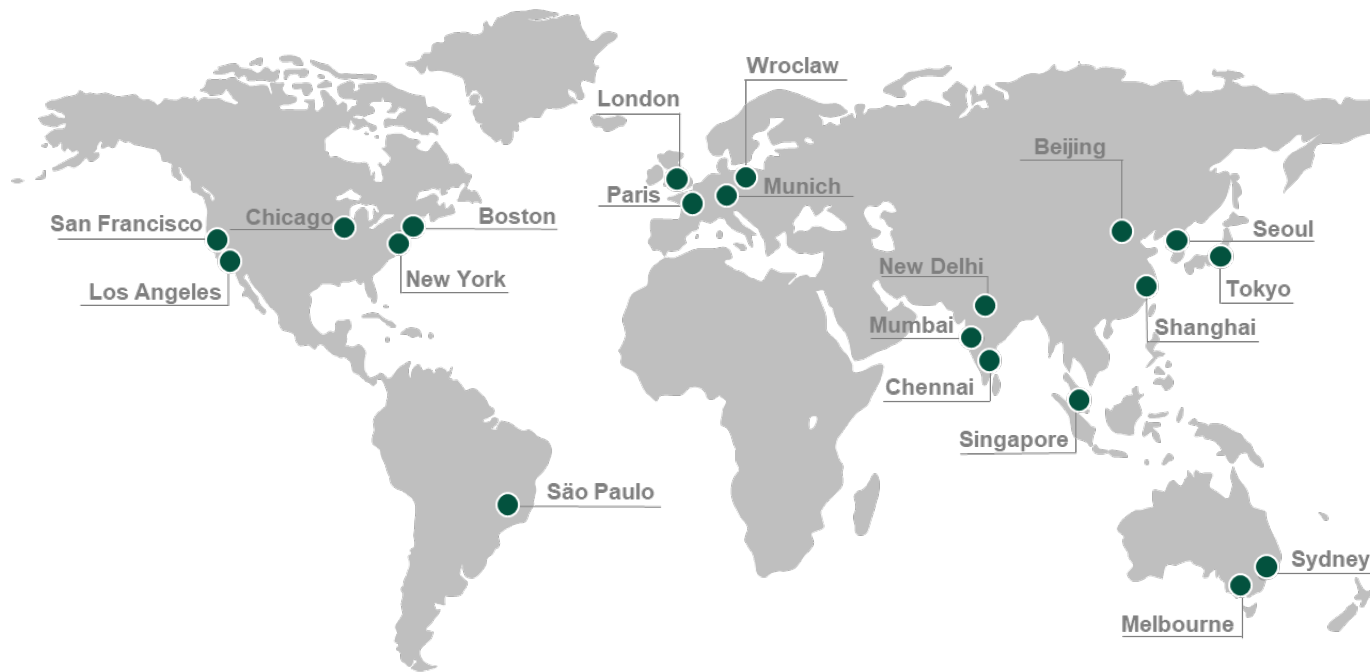 Wroclaw
London
Beijing
Paris
Munich
San Francisco
Chicago
Boston
Seoul
New Delhi
New York
Los Angeles
Tokyo
Mumbai
Shanghai
Chennai
Singapore
Säo Paulo
Sydney
Melbourne